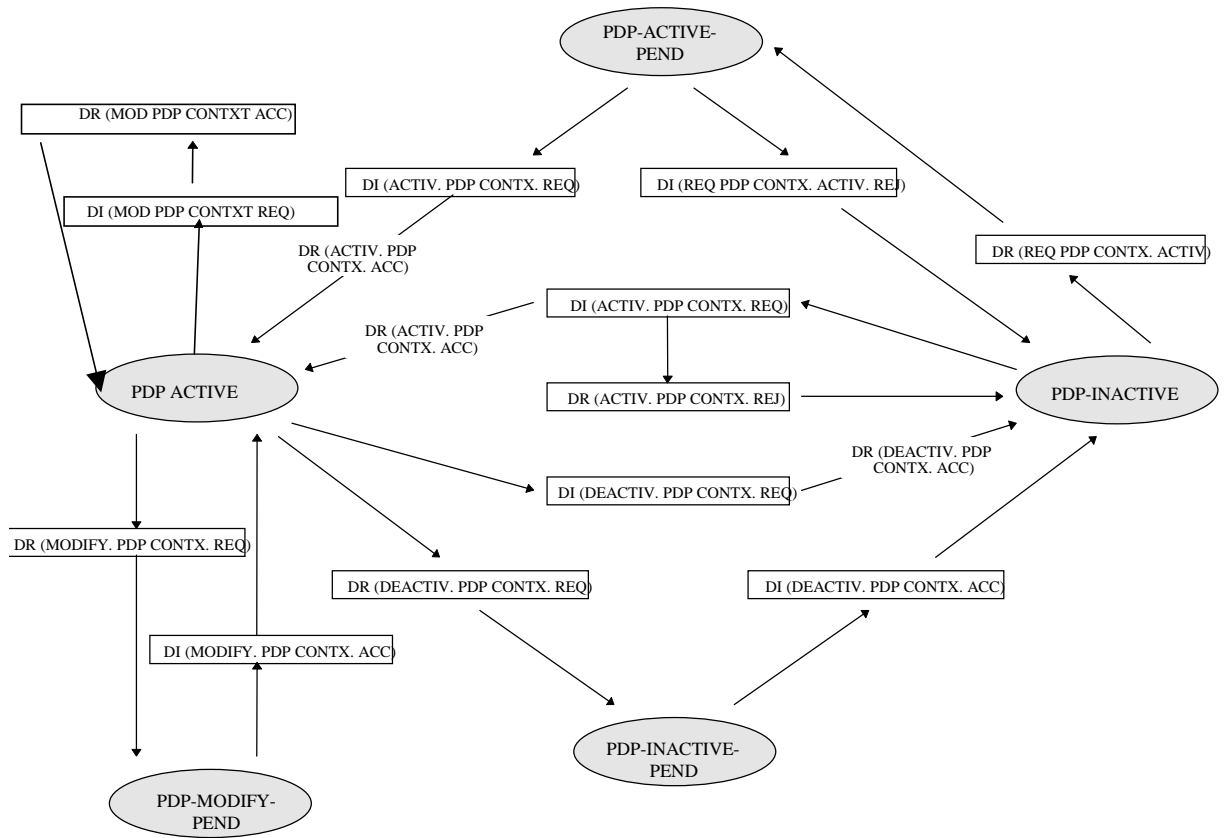 PDP-ACTIVE-
PEND
DR (MOD PDP CONTXT ACC)
DI (ACTIV. PDP CONTX. REQ)
DI (REQ PDP CONTX. ACTIV. REJ)
DI (MOD PDP CONTXT REQ)
DR (ACTIV. PDP
CONTX. ACC)
DR (REQ PDP CONTX. ACTIV)
DI (ACTIV. PDP CONTX. REQ)
DR (ACTIV. PDP
CONTX. ACC)
PDP ACTIVE
DR (ACTIV. PDP CONTX. REJ)
PDP-INACTIVE
DR (DEACTIV. PDP
CONTX. ACC)
DI (DEACTIV. PDP CONTX. REQ)
DR (MODIFY. PDP CONTX. REQ)
DR (DEACTIV. PDP CONTX. REQ)
DI (DEACTIV. PDP CONTX. ACC)
DI (MODIFY. PDP CONTX. ACC)
PDP-INACTIVE-
PEND
PDP-MODIFY-
PEND